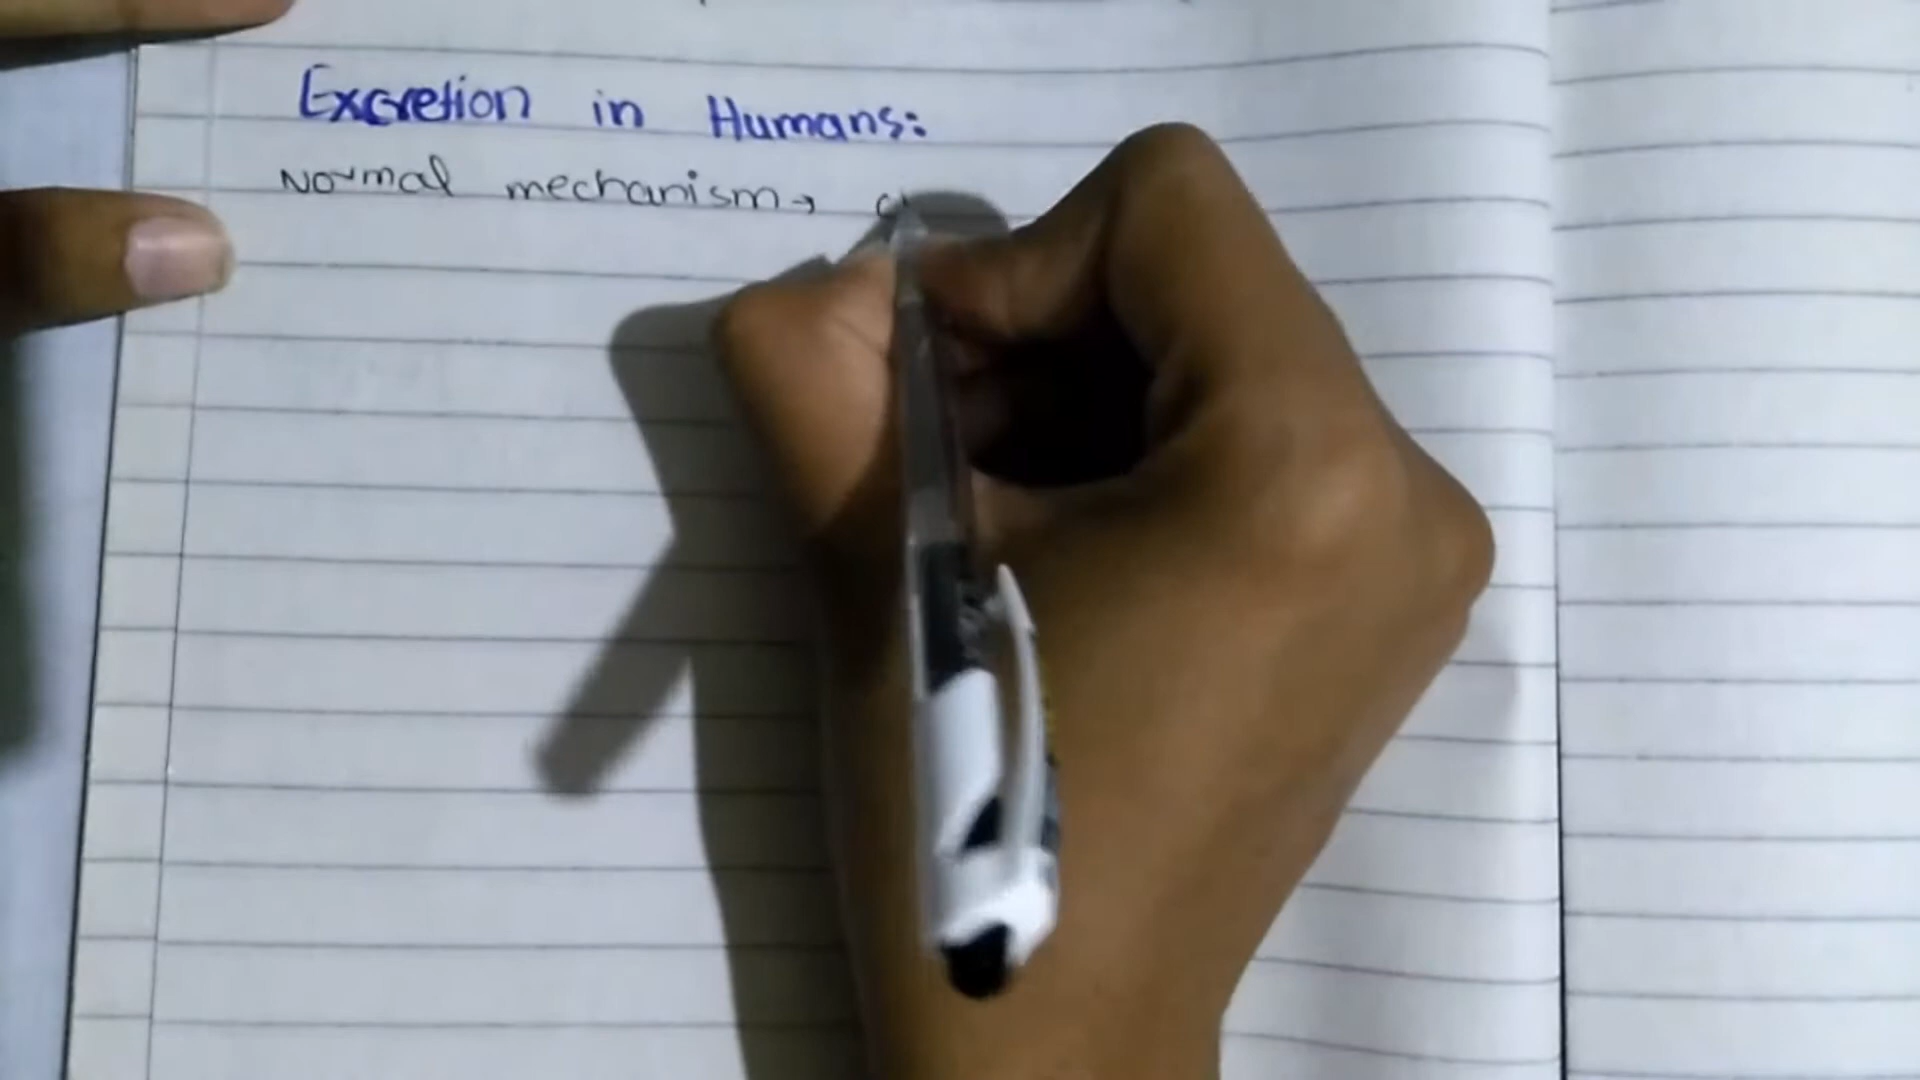 Excretion in Humans:
Normal mechanism →